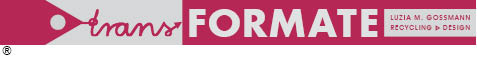 trans FORMATE
LUZIA M. GOSSMANN
RECYCLING ▷ DESIGN
®